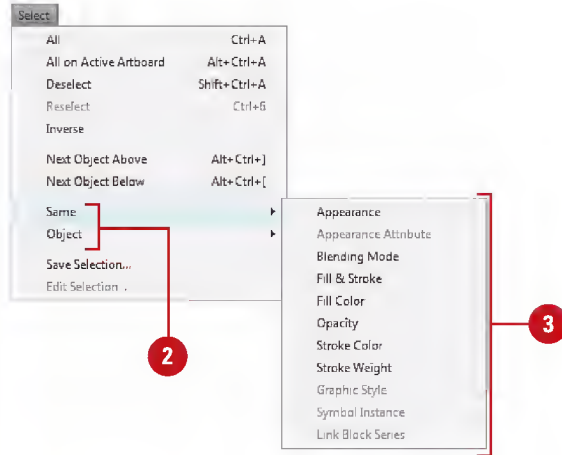 Select
All Ctrl+A
All on Active Artboard Alt+Ctrl+A
Deselect Shift+Ctrl+A
Reselect Ctrl+6
Inverse
Next Object Above Alt+Ctrl+]
Next Object Below Alt+Ctrl+[
Same
Object
Save Selection...
Edit Selection...
2
Appearance
Appearance Attribute
Blending Mode
Fill & Stroke
Fill Color
Opacity
Stroke Color
Stroke Weight
Graphic Style
Symbol Instance
Link Block Series
3